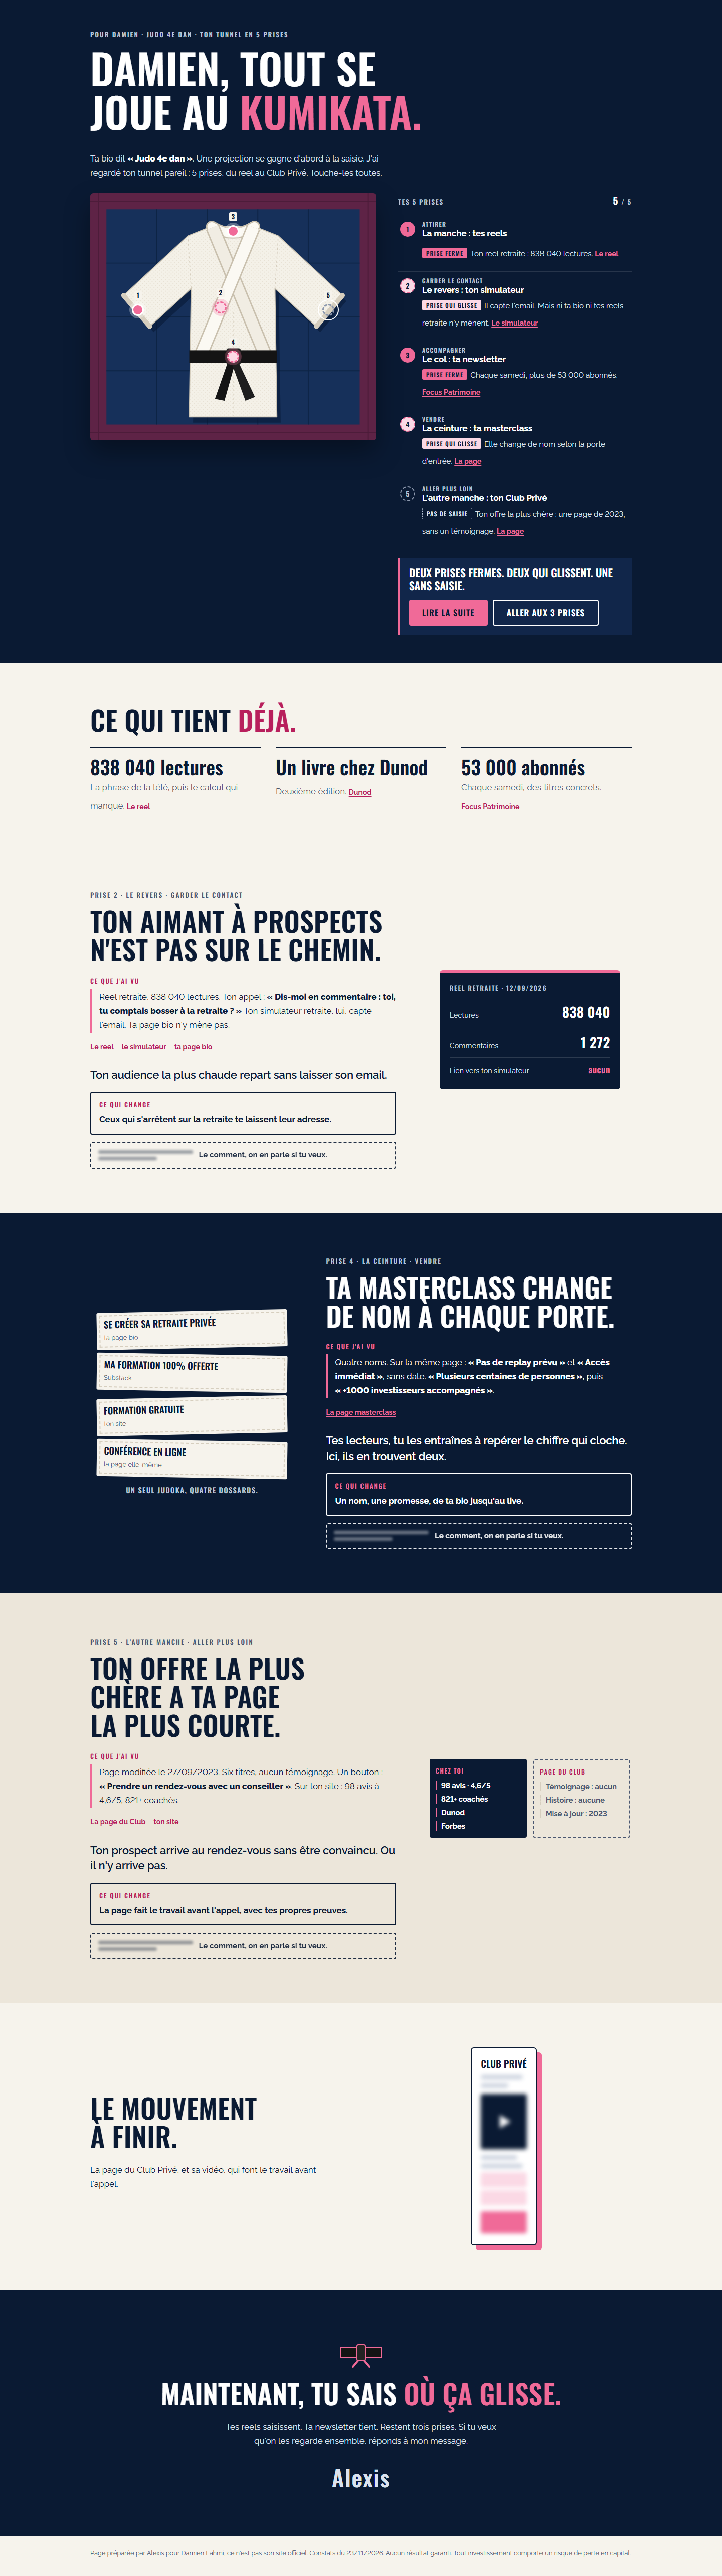 POUR DAMIEN · JUDO 4E DAN · TON TUNNEL EN 5 PRISES
DAMIEN, TOUT SE
JOUE AU KUMIKATA.
Ta bio dit « Judo 4e dan ». Une projection se gagne d'abord à la saisie. J'ai
regardé ton tunnel pareil : 5 prises, du reel au Club Privé. Touche-les toutes.
3
1
2
5
4
TES 5 PRISES
5 / 5
1
ATTIRER
La manche : tes reels
PRISE FERME Ton reel retraite : 838 040 lectures. Le reel
2
GARDER LE CONTACT
Le revers : ton simulateur
PRISE QUI GLISSE Il capte l'email. Mais ni ta bio ni tes reels
retraite n'y mènent. Le simulateur
3
ACCOMPAGNER
Le col : ta newsletter
PRISE FERME Chaque samedi, plus de 53 000 abonnés.
Focus Patrimoine
4
VENDRE
La ceinture : ta masterclass
PRISE QUI GLISSE Elle change de nom selon la porte
d'entrée. La page
5
ALLER PLUS LOIN
L'autre manche : ton Club Privé
PAS DE SAISIE Ton offre la plus chère : une page de 2023,
sans un témoignage. La page
DEUX PRISES FERMES. DEUX QUI GLISSENT. UNE
SANS SAISIE.
LIRE LA SUITE
ALLER AUX 3 PRISES
CE QUI TIENT DÉJÀ.
838 040 lectures
La phrase de la télé, puis le calcul qui
manque. Le reel
Un livre chez Dunod
Deuxième édition. Dunod
53 000 abonnés
Chaque samedi, des titres concrets.
Focus Patrimoine
PRISE 2 · LE REVERS · GARDER LE CONTACT
TON AIMANT À PROSPECTS
N'EST PAS SUR LE CHEMIN.
CE QUE J'AI VU
Reel retraite, 838 040 lectures. Ton appel : « Dis-moi en commentaire : toi,
tu comptais bosser à la retraite ? » Ton simulateur retraite, lui, capte
l'email. Ta page bio n'y mène pas.
Le reel le simulateur ta page bio
Ton audience la plus chaude repart sans laisser son email.
CE QUI CHANGE
Ceux qui s'arrêtent sur la retraite te laissent leur adresse.
Le comment, on en parle si tu veux.
REEL RETRAITE · 12/09/2026
Lectures 838 040
Commentaires 1 272
Lien vers ton simulateur aucun
PRISE 4 · LA CEINTURE · VENDRE
TA MASTERCLASS CHANGE
DE NOM À CHAQUE PORTE.
CE QUE J'AI VU
Quatre noms. Sur la même page : « Pas de replay prévu » et « Accès
immédiat », sans date. « Plusieurs centaines de personnes », puis
« +1000 investisseurs accompagnés ».
La page masterclass
Tes lecteurs, tu les entraînes à repérer le chiffre qui cloche.
Ici, ils en trouvent deux.
CE QUI CHANGE
Un nom, une promesse, de ta bio jusqu'au live.
Le comment, on en parle si tu veux.
SE CRÉER SA RETRAITE PRIVÉE
ta page bio
MA FORMATION 100% OFFERTE
Substack
FORMATION GRATUITE
ton site
CONFÉRENCE EN LIGNE
la page elle-même
UN SEUL JUDOKA, QUATRE DOSSARDS.
PRISE 5 · L'AUTRE MANCHE · ALLER PLUS LOIN
TON OFFRE LA PLUS
CHÈRE A TA PAGE
LA PLUS COURTE.
CE QUE J'AI VU
Page modifiée le 27/09/2023. Six titres, aucun témoignage. Un bouton :
« Prendre un rendez-vous avec un conseiller ». Sur ton site : 98 avis à
4,6/5, 821+ coachés.
La page du Club ton site
Ton prospect arrive au rendez-vous sans être convaincu. Ou
il n'y arrive pas.
CE QUI CHANGE
La page fait le travail avant l'appel, avec tes propres preuves.
Le comment, on en parle si tu veux.
CHEZ TOI
98 avis · 4,6/5
821+ coachés
Dunod
Forbes
PAGE DU CLUB
Témoignage : aucun
Histoire : aucune
Mise à jour : 2023
LE MOUVEMENT
À FINIR.
La page du Club Privé, et sa vidéo, qui font le travail avant
l'appel.
CLUB PRIVÉ
MAINTENANT, TU SAIS OÙ ÇA GLISSE.
Tes reels saisissent. Ta newsletter tient. Restent trois prises. Si tu veux
qu'on les regarde ensemble, réponds à mon message.
Alexis
Page préparée par Alexis pour Damien Lahmi, ce n'est pas son site officiel. Constats du 23/11/2026. Aucun résultat garanti. Tout investissement comporte un risque de perte en capital.